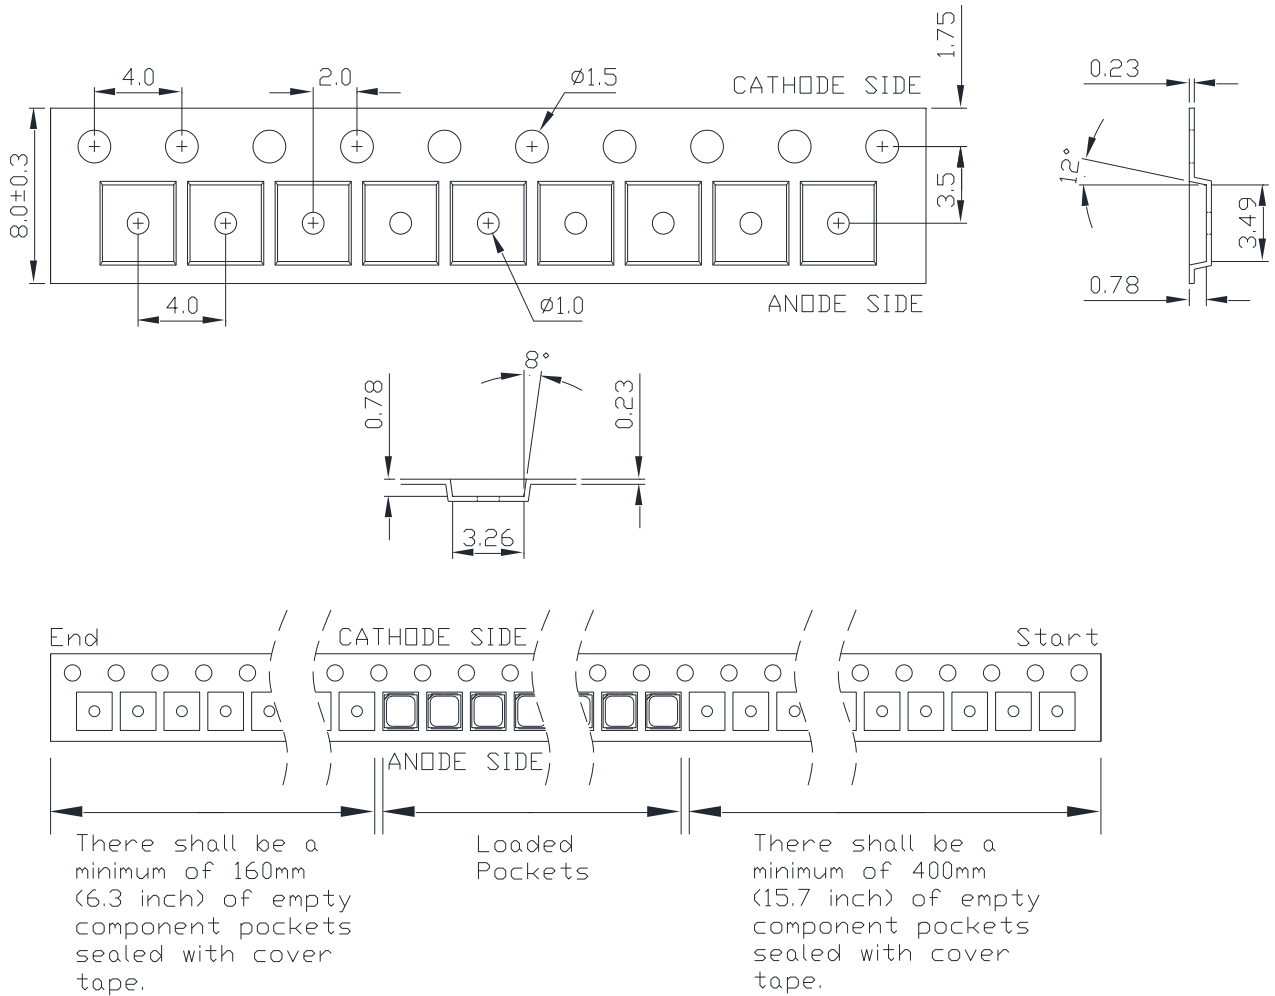 4.0
2.0
Ø1.5
CATHODE SIDE
1.75
8.0±0.3
3.5
4.0
Ø1.0
ANODE SIDE
0.23
12°
3.49
0.78
8°
0.78
0.23
3.26
End
CATHODE SIDE
Start
ANODE SIDE
There shall be a
minimum of 160mm
(6.3 inch) of empty
component pockets
sealed with cover
tape.
Loaded
Pockets
There shall be a
minimum of 400mm
(15.7 inch) of empty
component pockets
sealed with cover
tape.